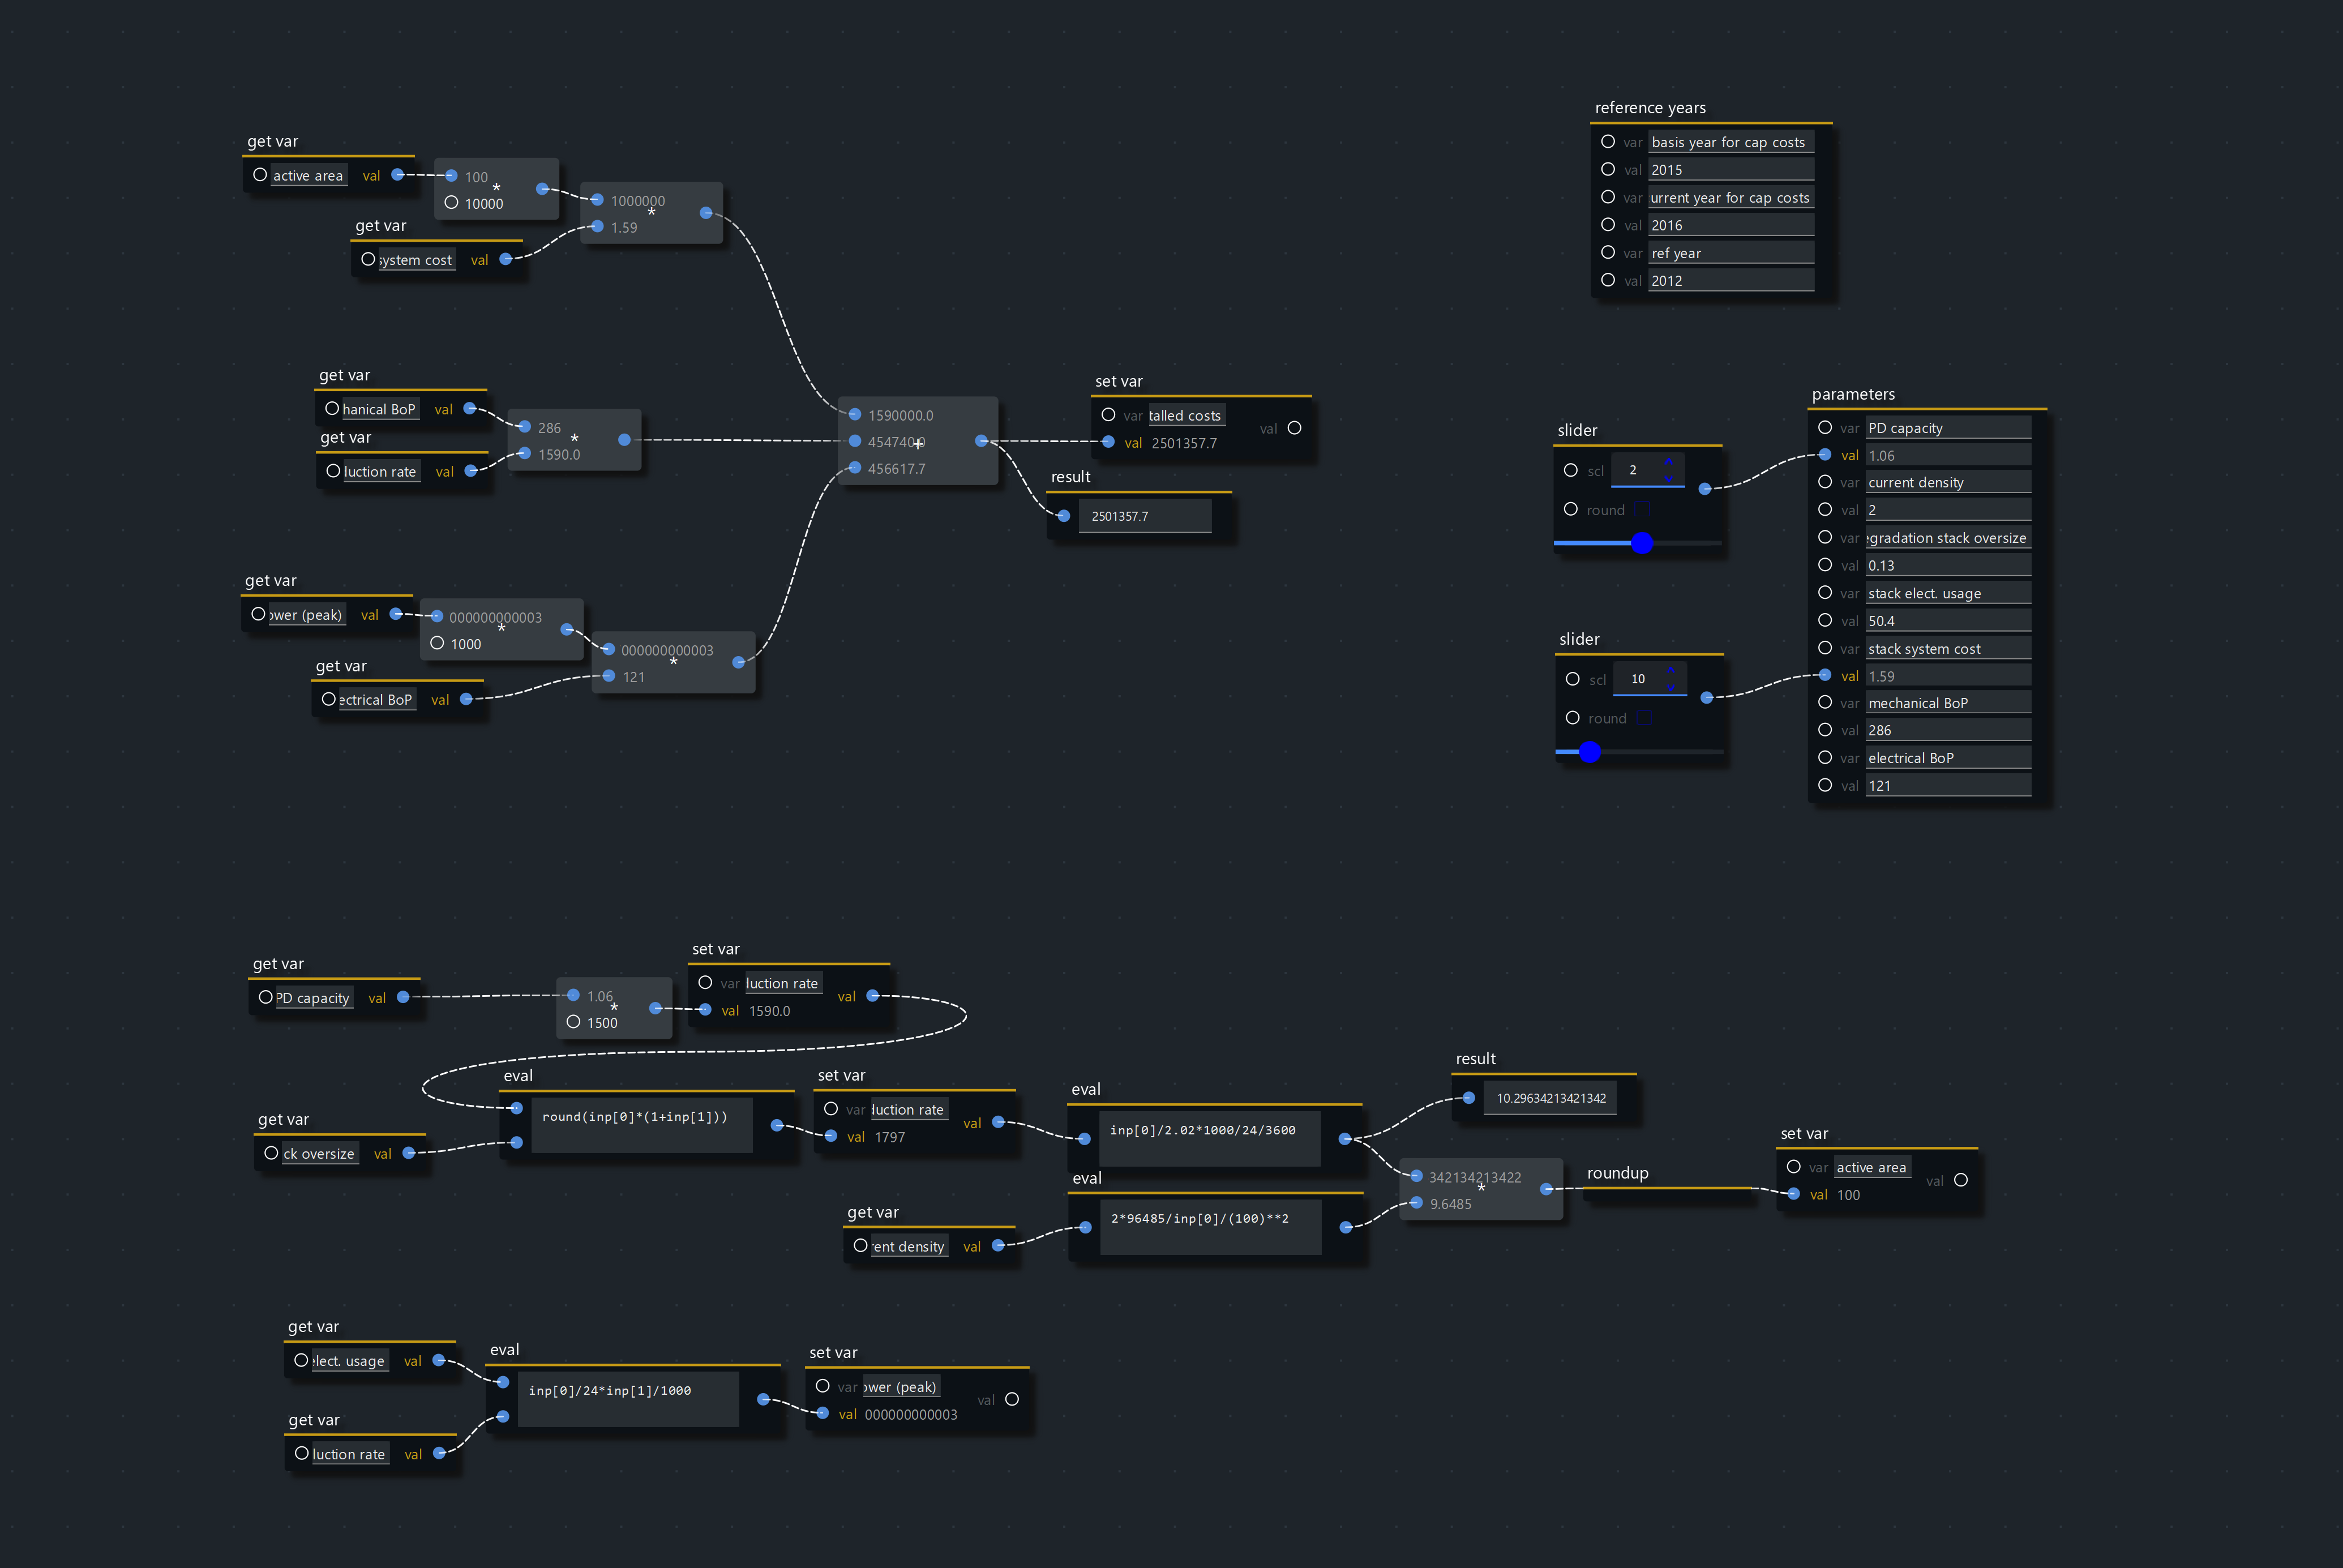 get var
active area val
100
*
10000
get var
system cost val
1000000
*
1.59
get var
hanical BoP val
get var
luction rate val
286
*
1590.0
get var
ower (peak) val
000000000003
*
1000
get var
ectrical BoP val
000000000003
*
121
1590000.0
454740.0
+
456617.7
set var
var talled costs
val
val 2501357.7
result
2501357.7
reference years
var basis year for cap costs
val 2015
var urrent year for cap costs
val 2016
var ref year
val 2012
slider
scl 2
round
slider
scl 10
round
parameters
var PD capacity
val 1.06
var current density
val 2
var egradation stack oversize
val 0.13
var stack elect. usage
val 50.4
var stack system cost
val 1.59
var mechanical BoP
val 286
var electrical BoP
val 121
get var
PD capacity val
1.06
*
1500
set var
var luction rate
val
val 1590.0
get var
ck oversize val
eval
round(inp[0]*(1+inp[1]))
set var
var luction rate
val
val 1797
eval
inp[0]/2.02*1000/24/3600
result
10.29634213421342
get var
rent density val
eval
2*96485/inp[0]/(100)**2
342134213422
*
9.6485
roundup
set var
var active area
val
val 100
get var
elect. usage val
get var
luction rate val
eval
inp[0]/24*inp[1]/1000
set var
var ower (peak)
val
val 000000000003